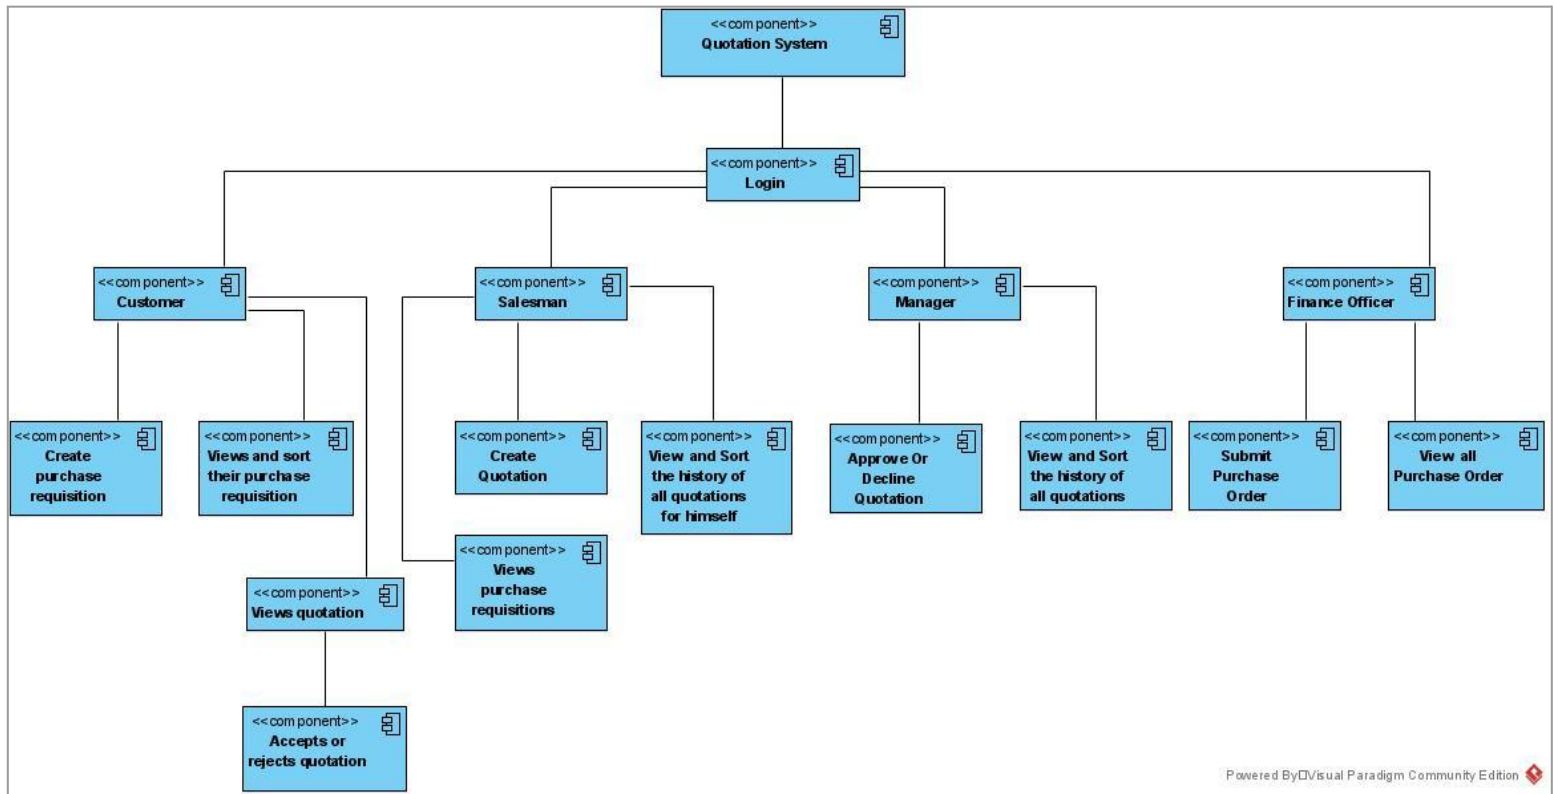 <<component>>
Quotation System
<<component>>
Login
<<component>>
Customer
<<component>>
Salesman
<<component>>
Manager
<<component>>
Finance Officer
<<component>>
Create
purchase
requisition
<<component>>
Views and sort
their purchase
requisition
<<component>>
Create
Quotation
<<component>>
View and Sort
the history of
all quotations
for himself
<<component>>
Approve Or
Decline
Quotation
<<component>>
View and Sort
the history of
all quotations
<<component>>
Submit
Purchase
Order
<<component>>
View all
Purchase Order
<<component>>
Views
purchase
requisitions
<<component>>
Views quotation
<<component>>
Accepts or
rejects quotation
Powered By□Visual Paradigm Community Edition